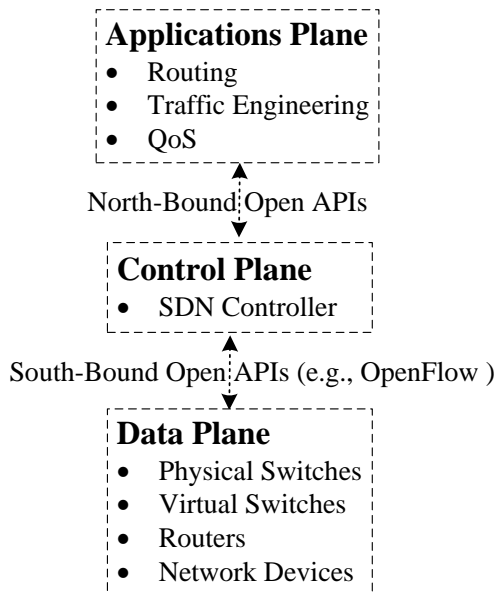 Applications Plane
• Routing
• Traffic Engineering
• QoS
North-Bound Open APIs
Control Plane
• SDN Controller
South-Bound Open APIs (e.g., OpenFlow )
Data Plane
• Physical Switches
• Virtual Switches
• Routers
• Network Devices